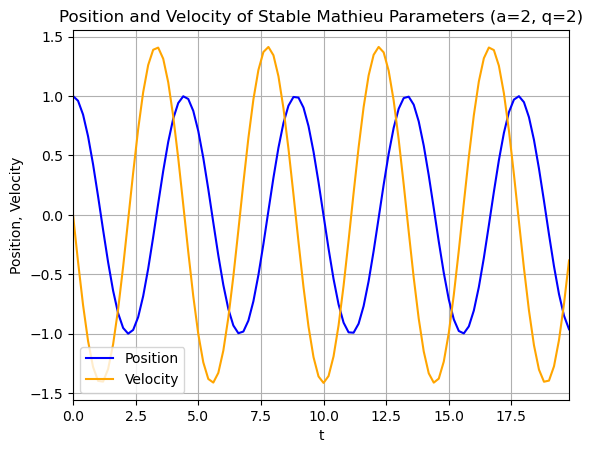 Position and Velocity of Stable Mathieu Parameters (a=2, q=2)
1.5
1.0
0.5
0.0
−0.5
−1.0
−1.5
Position, Velocity
Position
Velocity
0.0 2.5 5.0 7.5 10.0 12.5 15.0 17.5
t